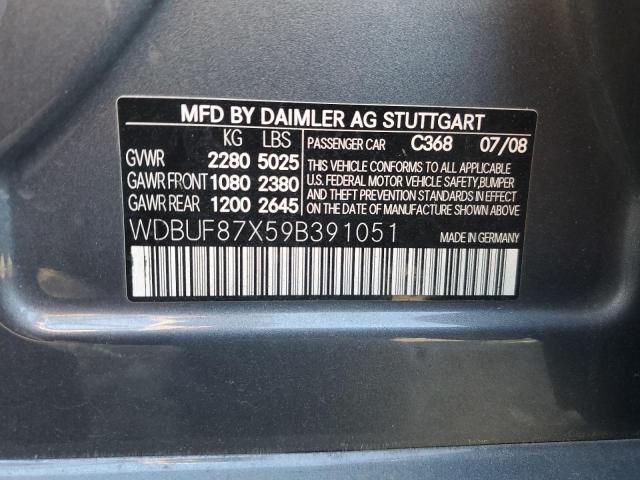 MFD BY DAIMLER AG STUTTGART
KG LBS
PASSENGER CAR C368 07/08
GVWR 2280 5025
GAWR FRONT 1080 2380
GAWR REAR 1200 2645
THIS VEHICLE CONFORMS TO ALL APPLICABLE
U.S. FEDERAL MOTOR VEHICLE SAFETY,BUMPER
AND THEFT PREVENTION STANDARDS IN EFFECT
ON THE DATE OF MANUFACTURE SHOWN ABOVE.
WDBUF87X59B391051 MADE IN GERMANY